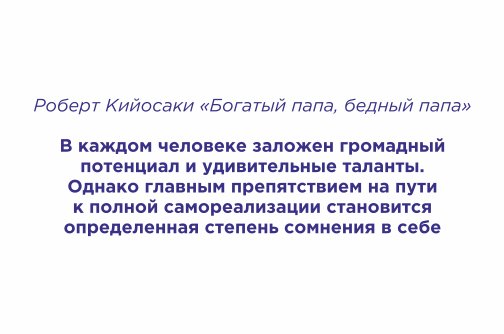 Роберт Кийосаки «Богатый папа, бедный папа»
В каждом человеке заложен громадный
потенциал и удивительные таланты.
Однако главным препятствием на пути
к полной самореализации становится
определенная степень сомнения в себе